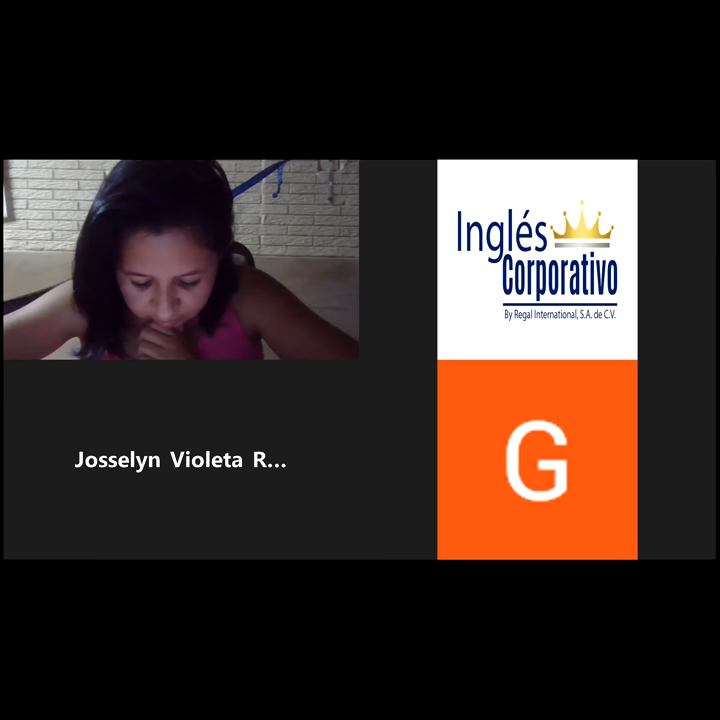 Inglés
Corporativo
By Regal International, S.A. de C.V.
G
Josselyn Violeta R...